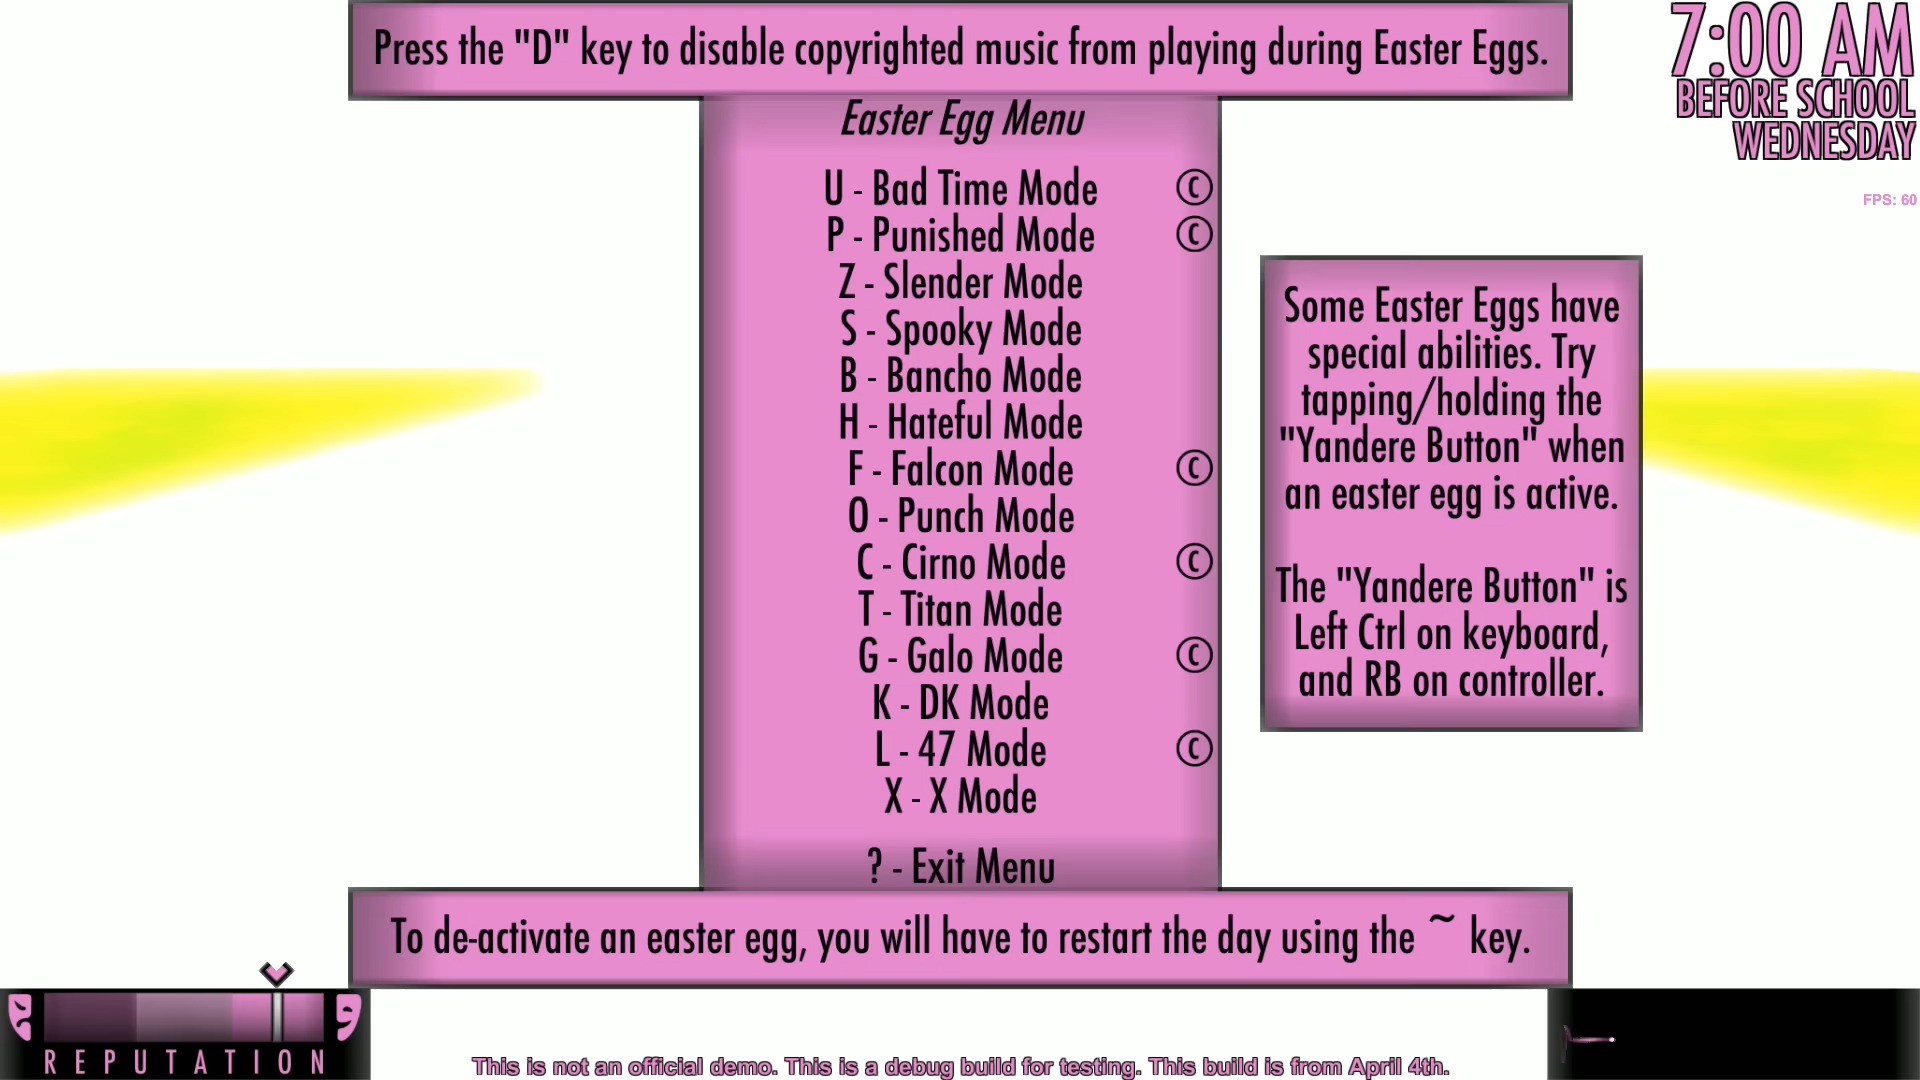 Press the "D" key to disable copyrighted music from playing during Easter Eggs.
7:00 AM
BEFORE SCHOOL
WEDNESDAY
FPS: 60
Easter Egg Menu
U - Bad Time Mode ©
P - Punished Mode ©
Z - Slender Mode
S - Spooky Mode
B - Bancho Mode
H - Hateful Mode
F - Falcon Mode ©
O - Punch Mode
C - Cirno Mode ©
T - Titan Mode
G - Galo Mode ©
K - DK Mode
L - 47 Mode ©
X - X Mode
? - Exit Menu
Some Easter Eggs have
special abilities. Try
tapping/holding the
"Yandere Button" when
an easter egg is active.
The "Yandere Button" is
Left Ctrl on keyboard,
and RB on controller.
To de-activate an easter egg, you will have to restart the day using the ~ key.
REPUTATION
This is not an official demo. This is a debug build for testing. This build is from April 4th.